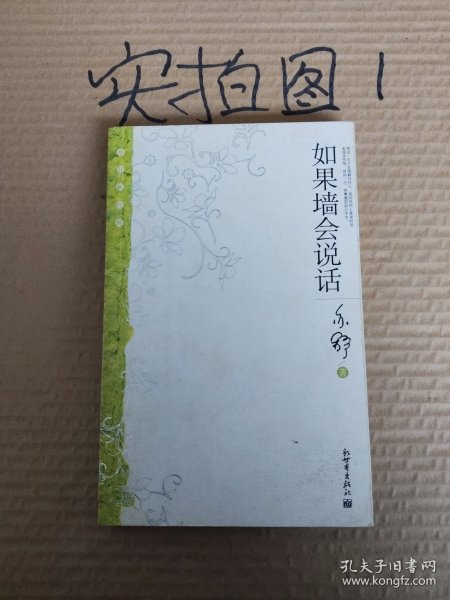 实拍图1
如果墙会说话
亦舒
著
新世界出版社
孔夫子旧书网
www.kongfz.com